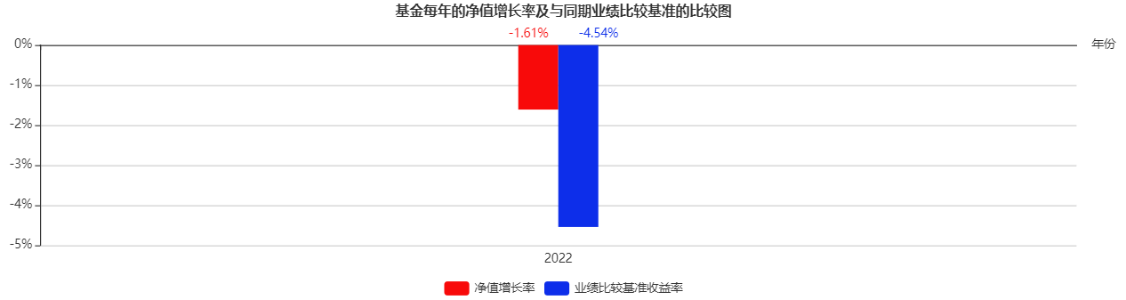 基金每年的净值增长率及与同期业绩比较基准的比较图
-1.61% -4.54%
0% 年份
-1%
-2%
-3%
-4%
-5%
2022
净值增长率 业绩比较基准收益率